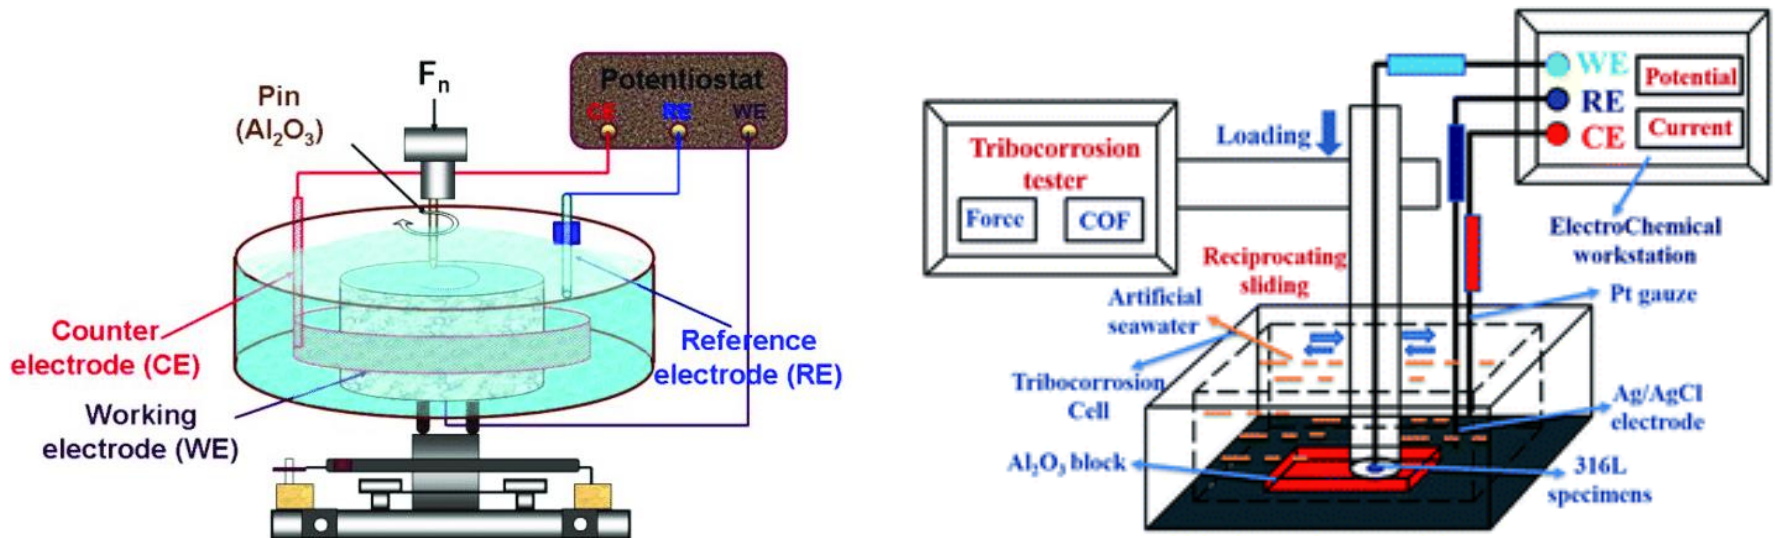 F_n
Potentiostat
CE RE WE
Pin
(Al₂O₃)
Counter
electrode (CE)
Working
electrode (WE)
Reference
electrode (RE)
Tribocorrosion
tester
Force COF
Loading
WE Potential
RE
CE Current
ElectroChemical
workstation
Reciprocating
sliding
Artificial
seawater
Pt gauze
Tribocorrosion
Cell
Ag/AgCl
electrode
Al₂O₃ block
316L
specimens